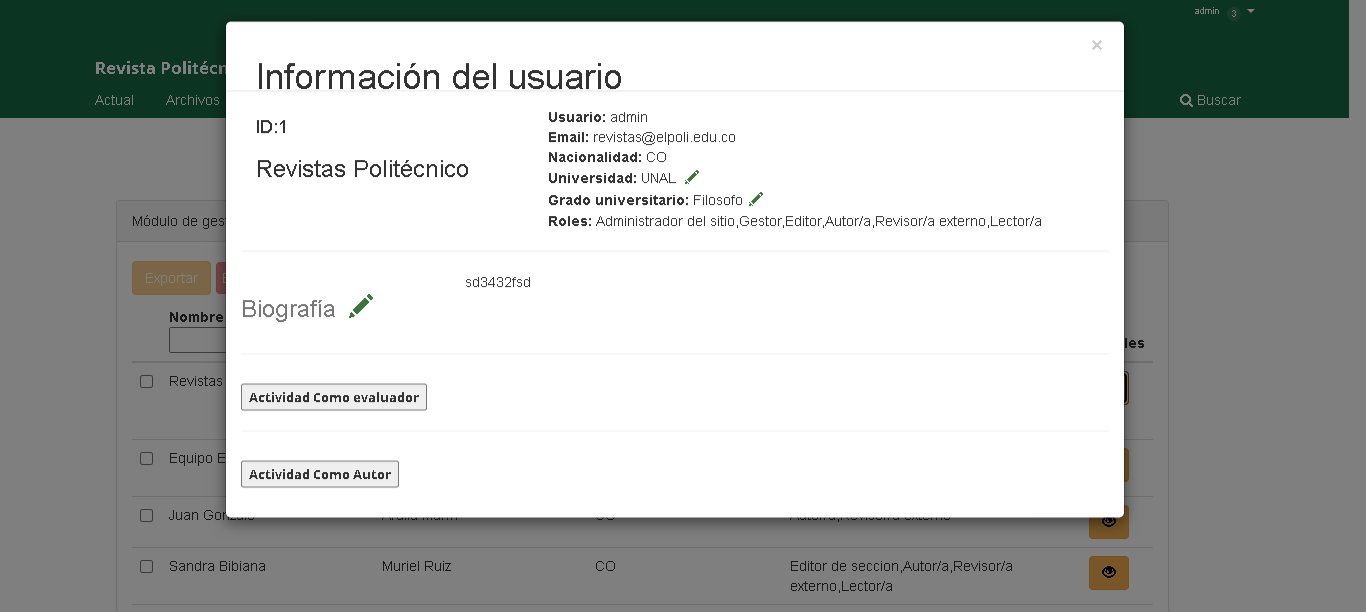 admin 3
Revista Politécn
Actual Archivos
Buscar
×
Información del usuario
ID:1
Revistas Politécnico
Usuario: admin
Email: revistas@elpoli.edu.co
Nacionalidad: CO
Universidad: UNAL
Grado universitario: Filosofo
Roles: Administrador del sitio,Gestor,Editor,Autor/a,Revisor/a externo,Lector/a
Biografía
sd3432fsd
Actividad Como evaluador
Actividad Como Autor
Módulo de ges
Exportar
Nombre
les
Revistas
Equipo E
Juan Gonzalo
Sandra Bibiana Muriel Ruiz CO Editor de seccion,Autor/a,Revisor/a
externo,Lector/a